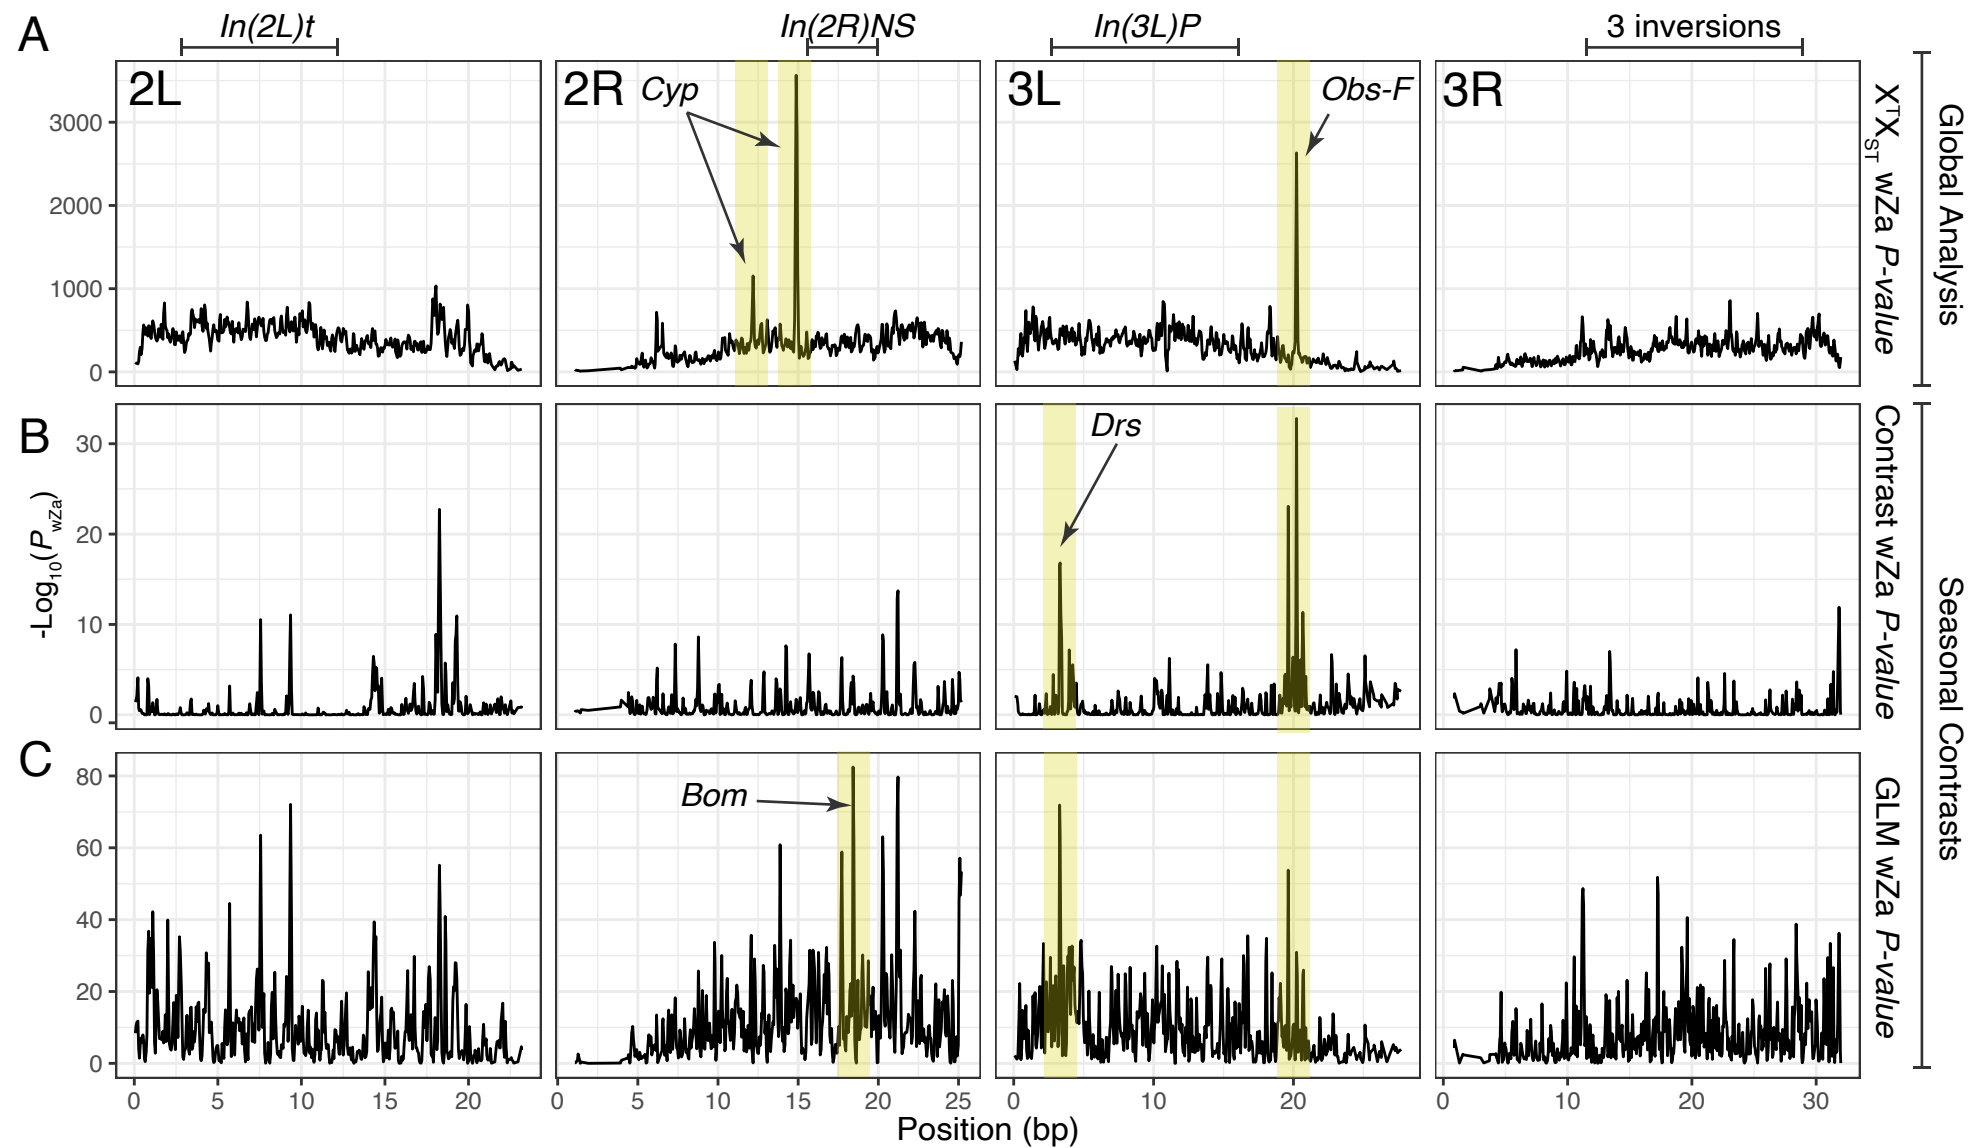 In(2L)t
In(2R)NS
In(3L)P
3 inversions
A
2L
2R
Cyp
3L
Obs-F
3R
3000
2000
1000
0
XTXST wZa P-value
Global Analysis
B
Drs
30
20
10
0
-Log10(PwZa)
Contrast wZa P-value
Seasonal Contrasts
C
Bom
80
60
40
20
0
GLM wZa P-value
0 5 10 15 20
0 5 10 15 20 25
0 10 20
0 10 20 30
Position (bp)